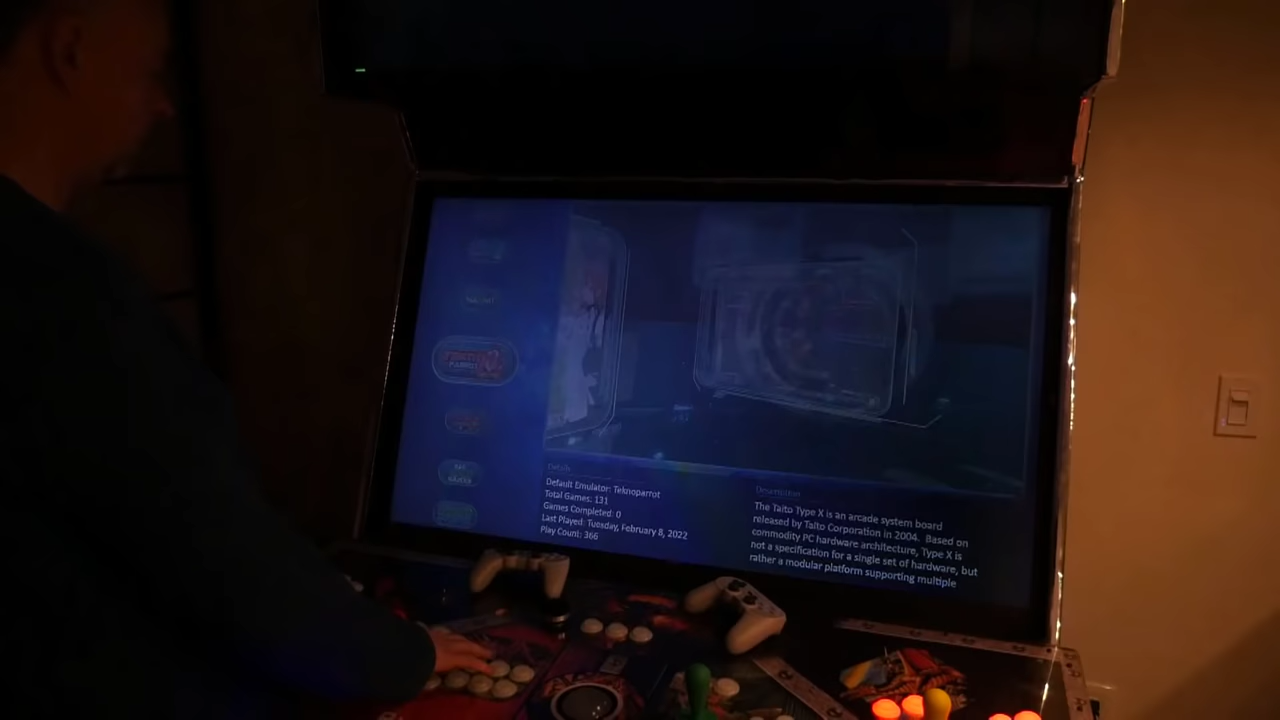 PARROT
Details
Default Emulator: Teknoparrot
Total Games: 131
Games Completed: 0
Last Played: Tuesday, February 8, 2022
Play Count: 366
Description
The Taito Type X is an arcade system board
released by Taito Corporation in 2004. Based on
commodity PC hardware architecture, Type X is
not a specification for a single set of hardware, but
rather a modular platform supporting multiple